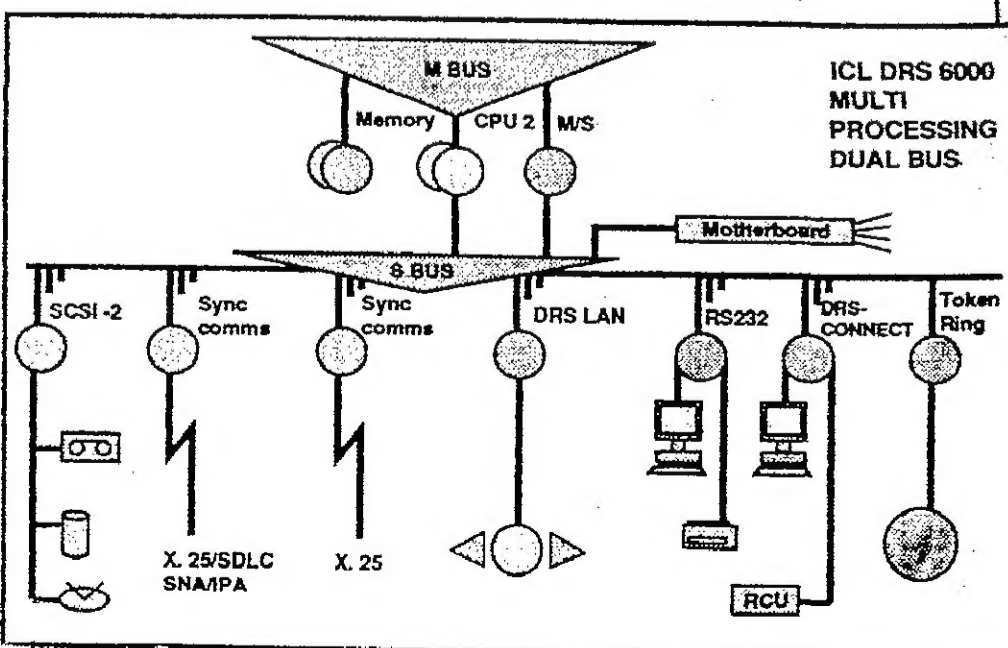 M BUS
ICL DRS 6000
MULTI
PROCESSING
DUAL BUS
Memory
CPU 2
M/S
Motherboard
S BUS
SCSI -2
Sync
comms
Sync
comms
DRS LAN
RS232
DRS-
CONNECT
Token
Ring
X. 25/SDLC
SNA/IPA
X. 25
RCU